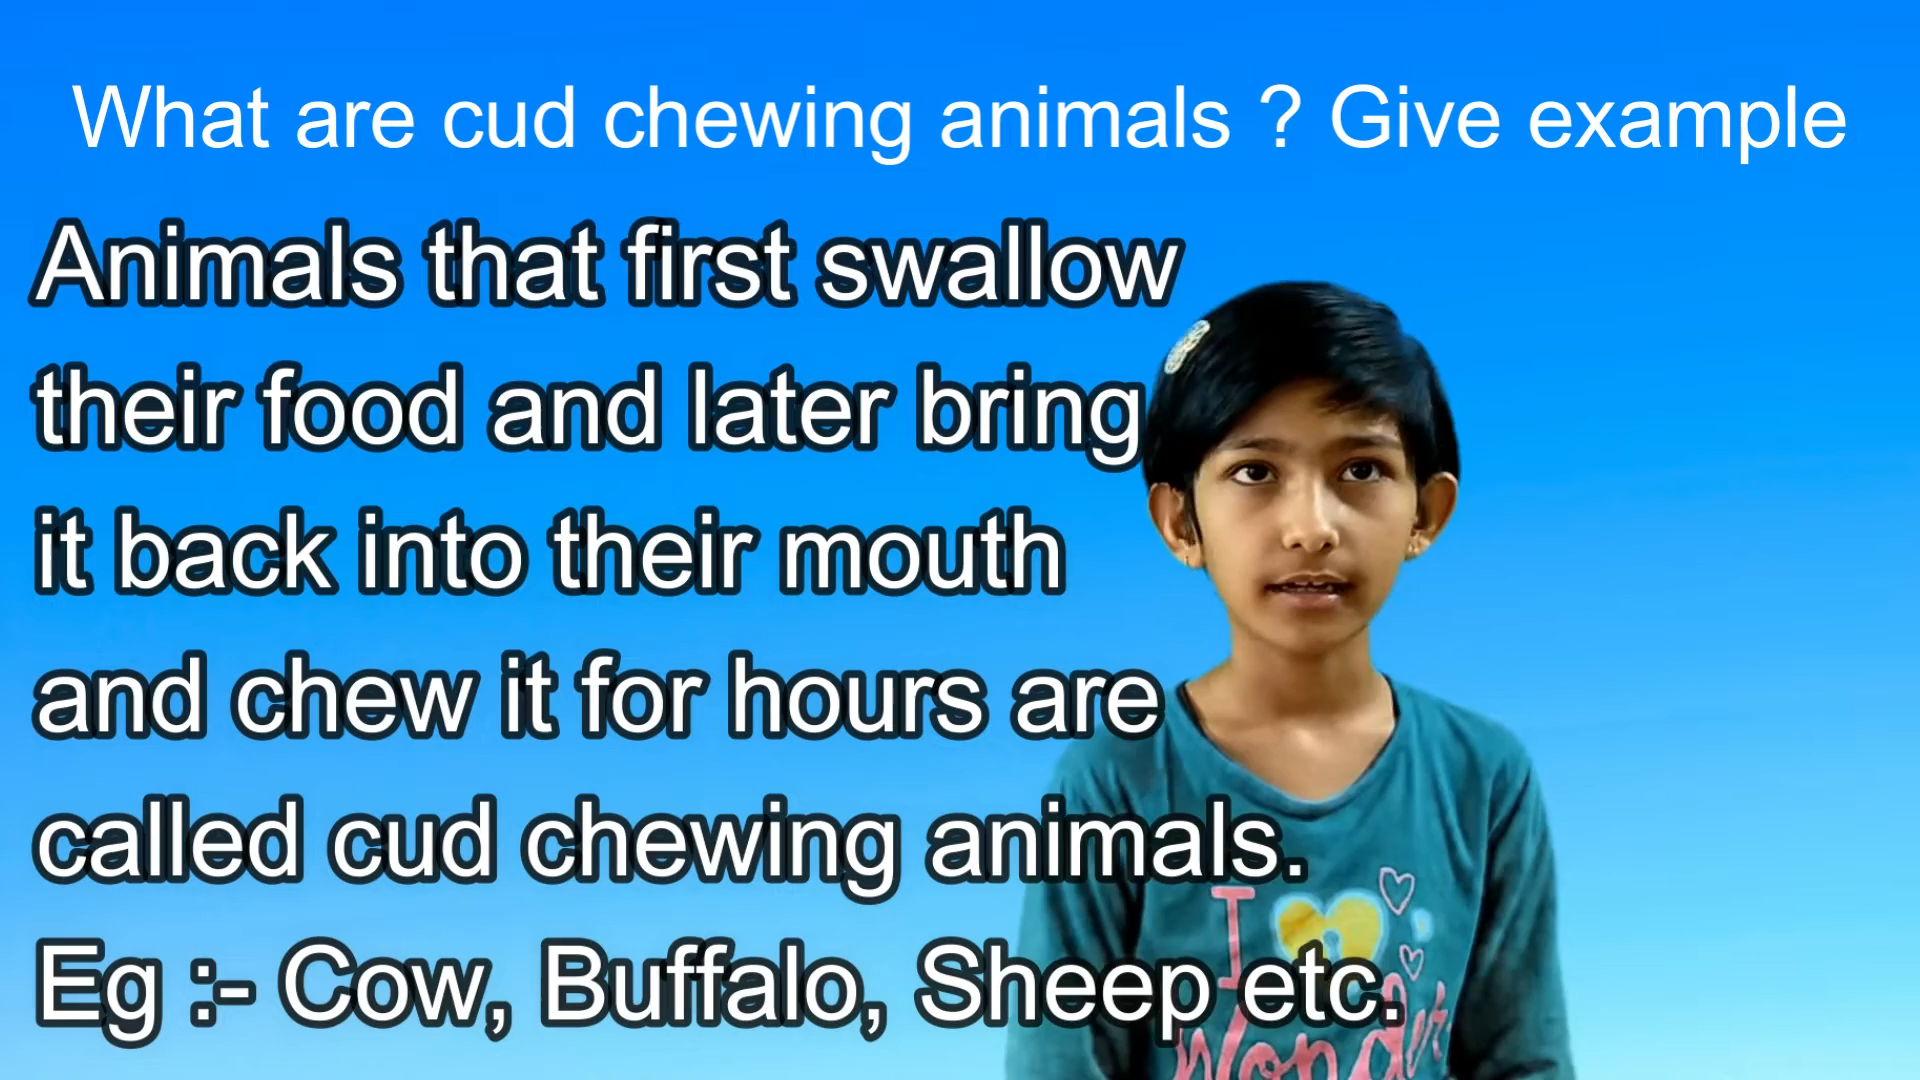 What are cud chewing animals ? Give example
Animals that first swallow
their food and later bring
it back into their mouth
and chew it for hours are
called cud chewing animals.
Eg :- Cow, Buffalo, Sheep etc.
I
Wonder